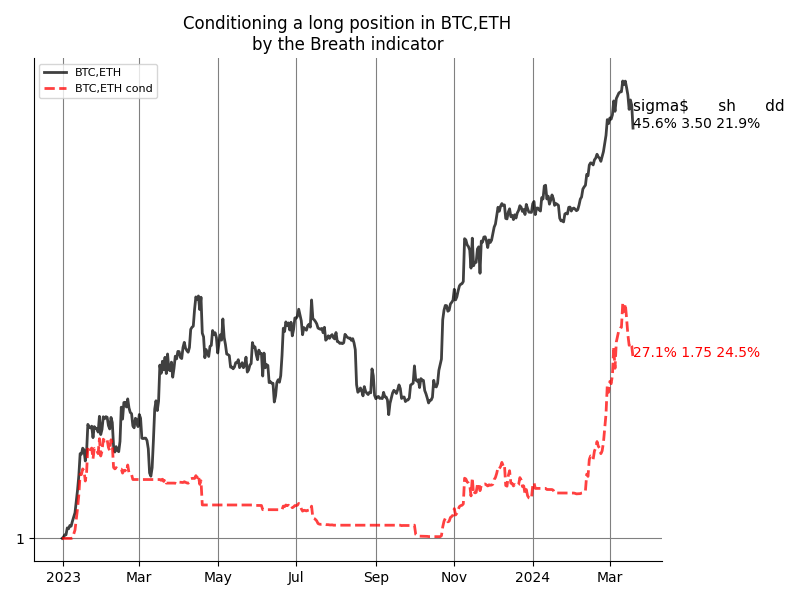 Conditioning a long position in BTC,ETH
by the Breath indicator
BTC,ETH
BTC,ETH cond
sigma$ sh dd
45.6% 3.50 21.9%
27.1% 1.75 24.5%
1
2023 Mar May Jul Sep Nov 2024 Mar